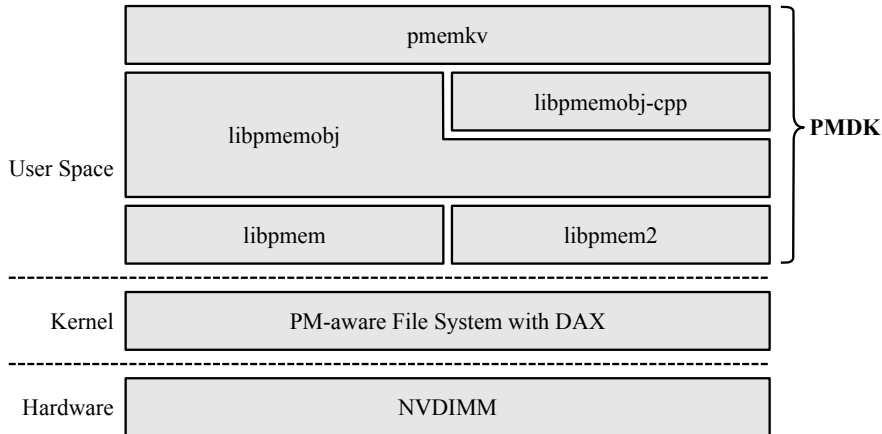 pmemkv
libpmemobj-cpp
PMDK
libpmemobj
User Space
libpmem
libpmem2
Kernel
PM-aware File System with DAX
Hardware
NVDIMM